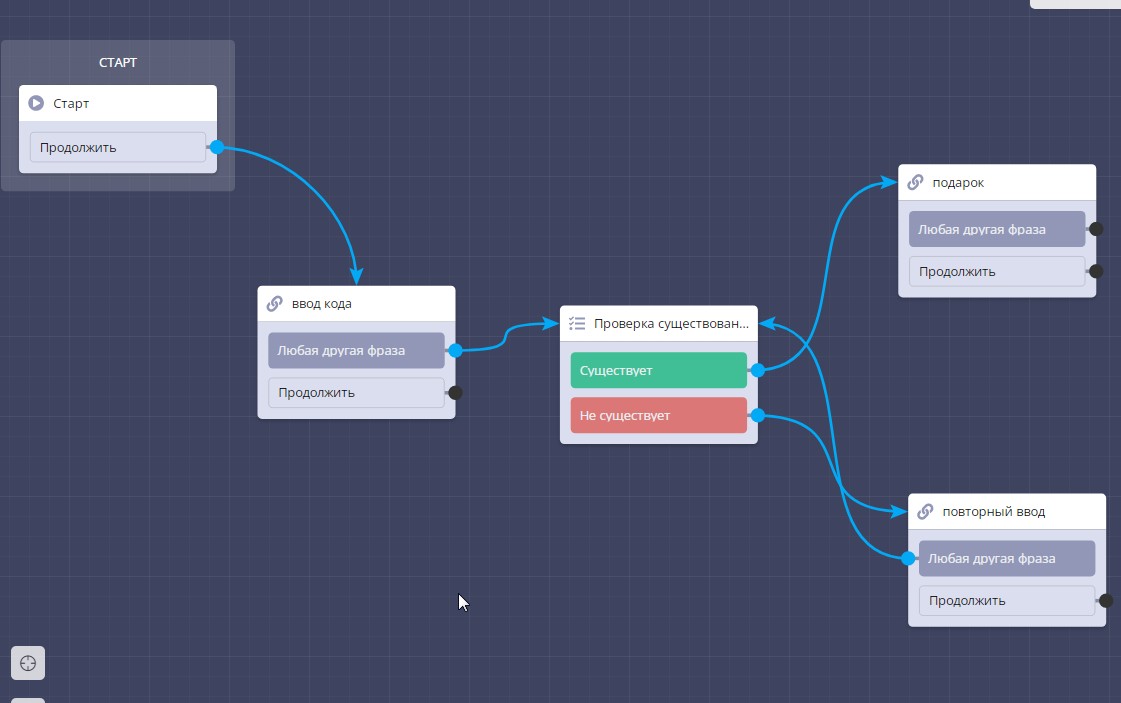 СТАРТ
Старт
Продолжить
ввод кода
Любая другая фраза
Продолжить
Проверка существован...
Существует
Не существует
подарок
Любая другая фраза
Продолжить
повторный ввод
Любая другая фраза
Продолжить